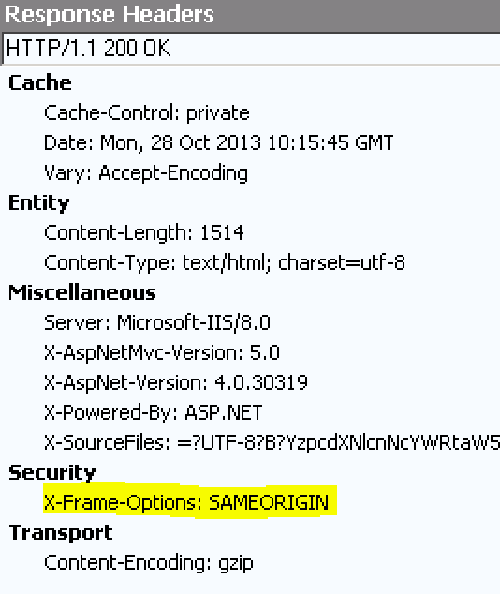 Response Headers
HTTP/1.1 200 OK
Cache
Cache-Control: private
Date: Mon, 28 Oct 2013 10:15:45 GMT
Vary: Accept-Encoding
Entity
Content-Length: 1514
Content-Type: text/html; charset=utf-8
Miscellaneous
Server: Microsoft-IIS/8.0
X-AspNetMvc-Version: 5.0
X-AspNet-Version: 4.0.30319
X-Powered-By: ASP.NET
X-SourceFiles: =?UTF-8?B?YzpcdXNlcnNcYWRtaW5
Security
X-Frame-Options: SAMEORIGIN
Transport
Content-Encoding: gzip